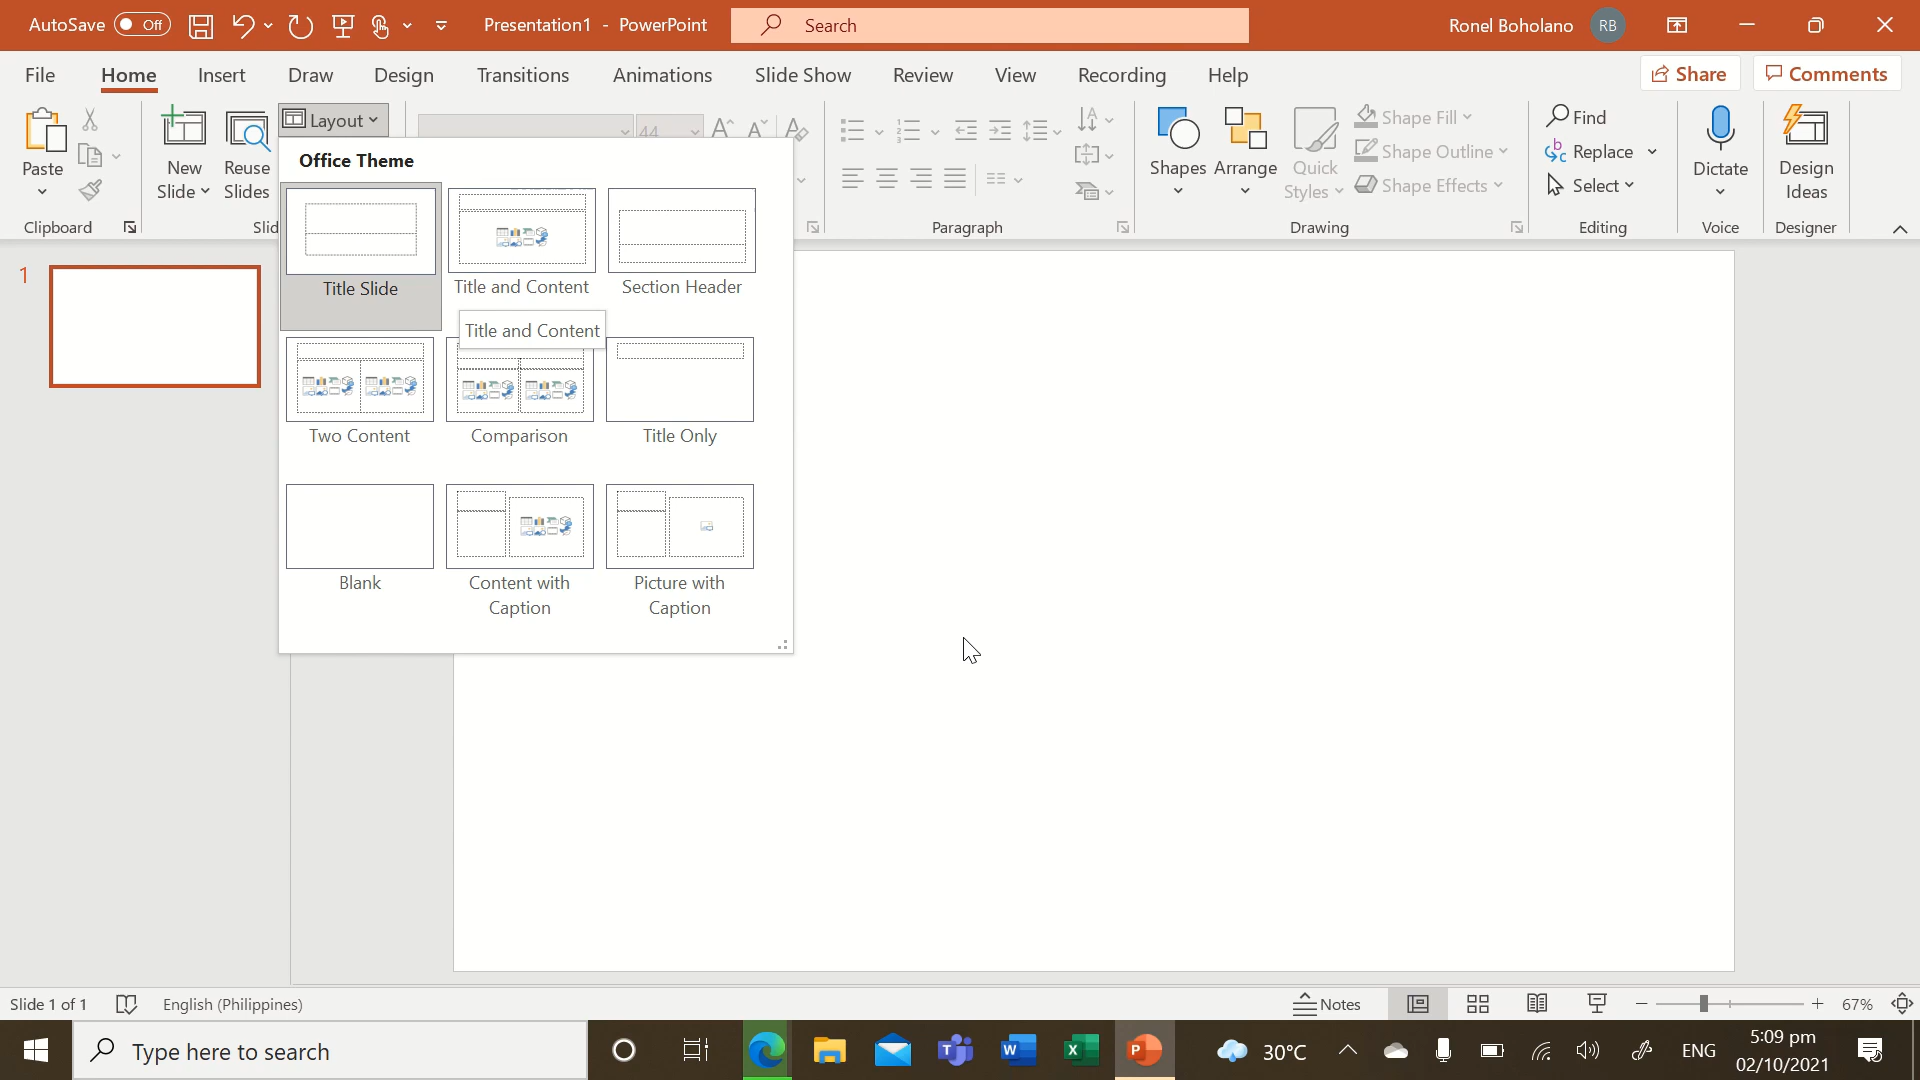 AutoSave Off
Presentation1 - PowerPoint
Search
Ronel Boholano RB
File Home Insert Draw Design Transitions Animations Slide Show Review View Recording Help
Share Comments
Paste
Clipboard
New
Slide
Reuse
Slides
Layout
44
Paragraph
Shapes
Arrange
Quick
Styles
Shape Fill
Shape Outline
Shape Effects
Drawing
Find
Replace
Select
Editing
Dictate
Voice
Design
Ideas
Designer
Office Theme
Title Slide
Title and Content
Section Header
Title and Content
Two Content
Comparison
Title Only
Blank
Content with
Caption
Picture with
Caption
1
Slide 1 of 1
English (Philippines)
Notes
67%
Type here to search
30°C
ENG
5:09 pm
02/10/2021